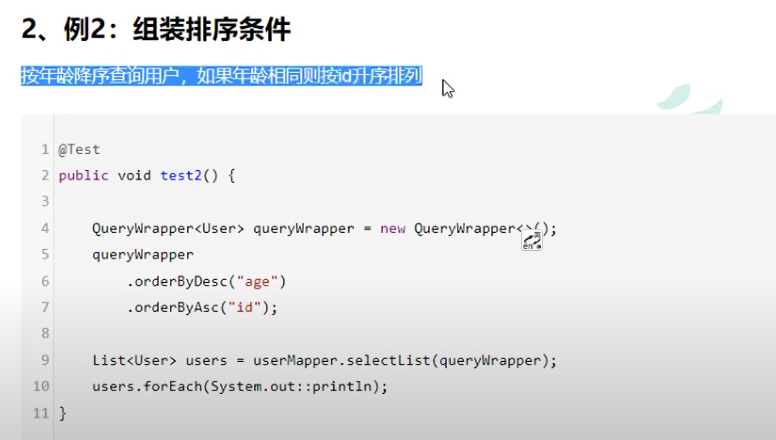 2、例2：组装排序条件
按年龄降序查询用户，如果年龄相同则按id升序排列
1 @Test
2 public void test2() {
3
4 QueryWrapper<User> queryWrapper = new QueryWrapper<>();
5 queryWrapper
6 .orderByDesc("age")
7 .orderByAsc("id");
8
9 List<User> users = userMapper.selectList(queryWrapper);
10 users.forEach(System.out::println);
11 }